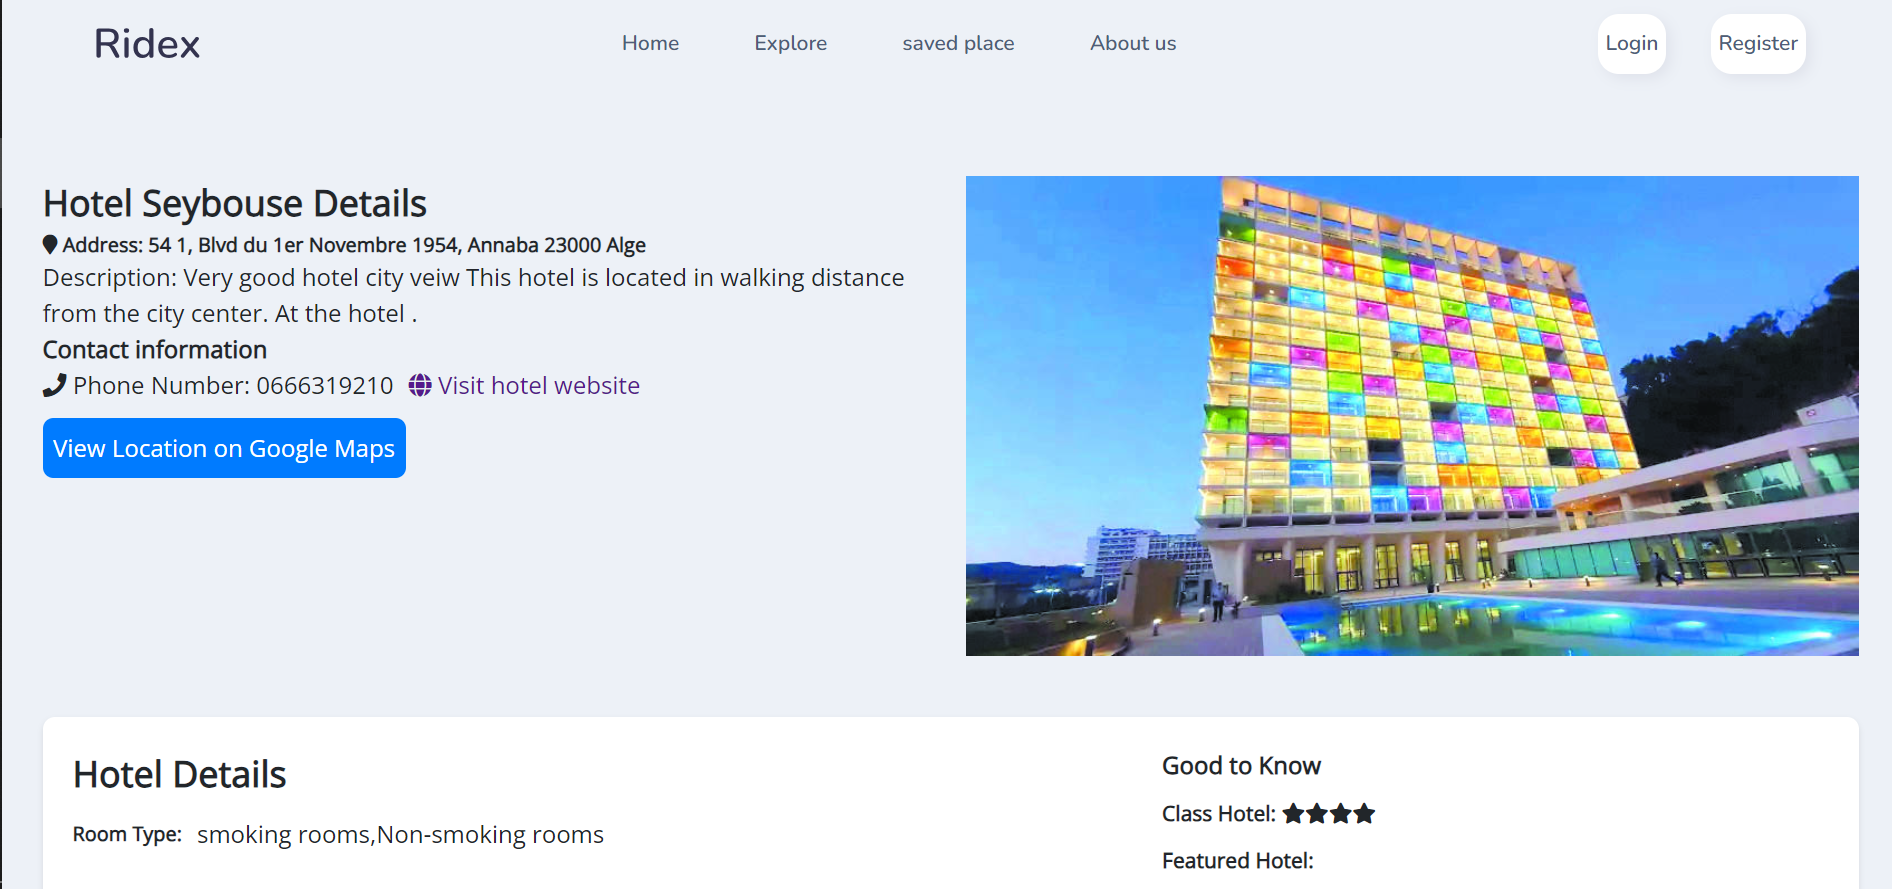 Ridex
Home
Explore
saved place
About us
Login
Register
Hotel Seybouse Details
Address: 54 1, Blvd du 1er Novembre 1954, Annaba 23000 Alge
Description: Very good hotel city veiw This hotel is located in walking distance
from the city center. At the hotel .
Contact information
Phone Number: 0666319210 Visit hotel website
View Location on Google Maps
Hotel Details
Room Type: smoking rooms,Non-smoking rooms
Good to Know
Class Hotel:
Featured Hotel: